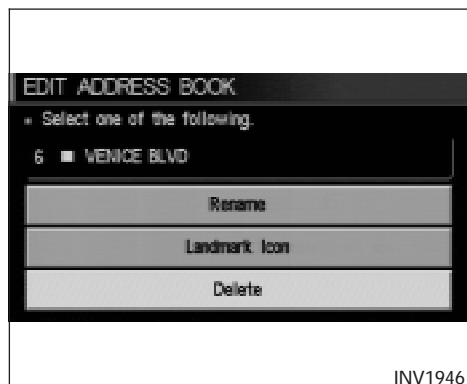 EDIT ADDRESS BOOK
Select one of the following.
6 ■ VENICE BLVD
Rename
Landmark Icon
Delete
INV1946